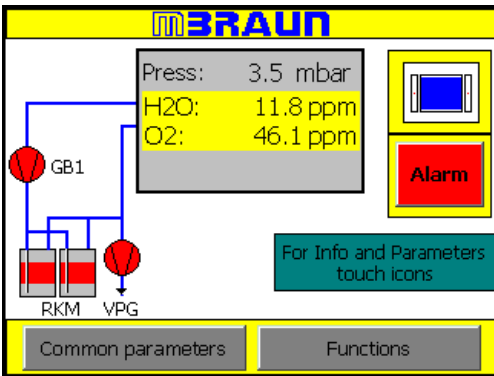 mBRAUN
Press: 3.5 mbar
H2O: 11.8 ppm
O2: 46.1 ppm
Alarm
GB1
For Info and Parameters
touch icons
RKM VPG
Common parameters Functions